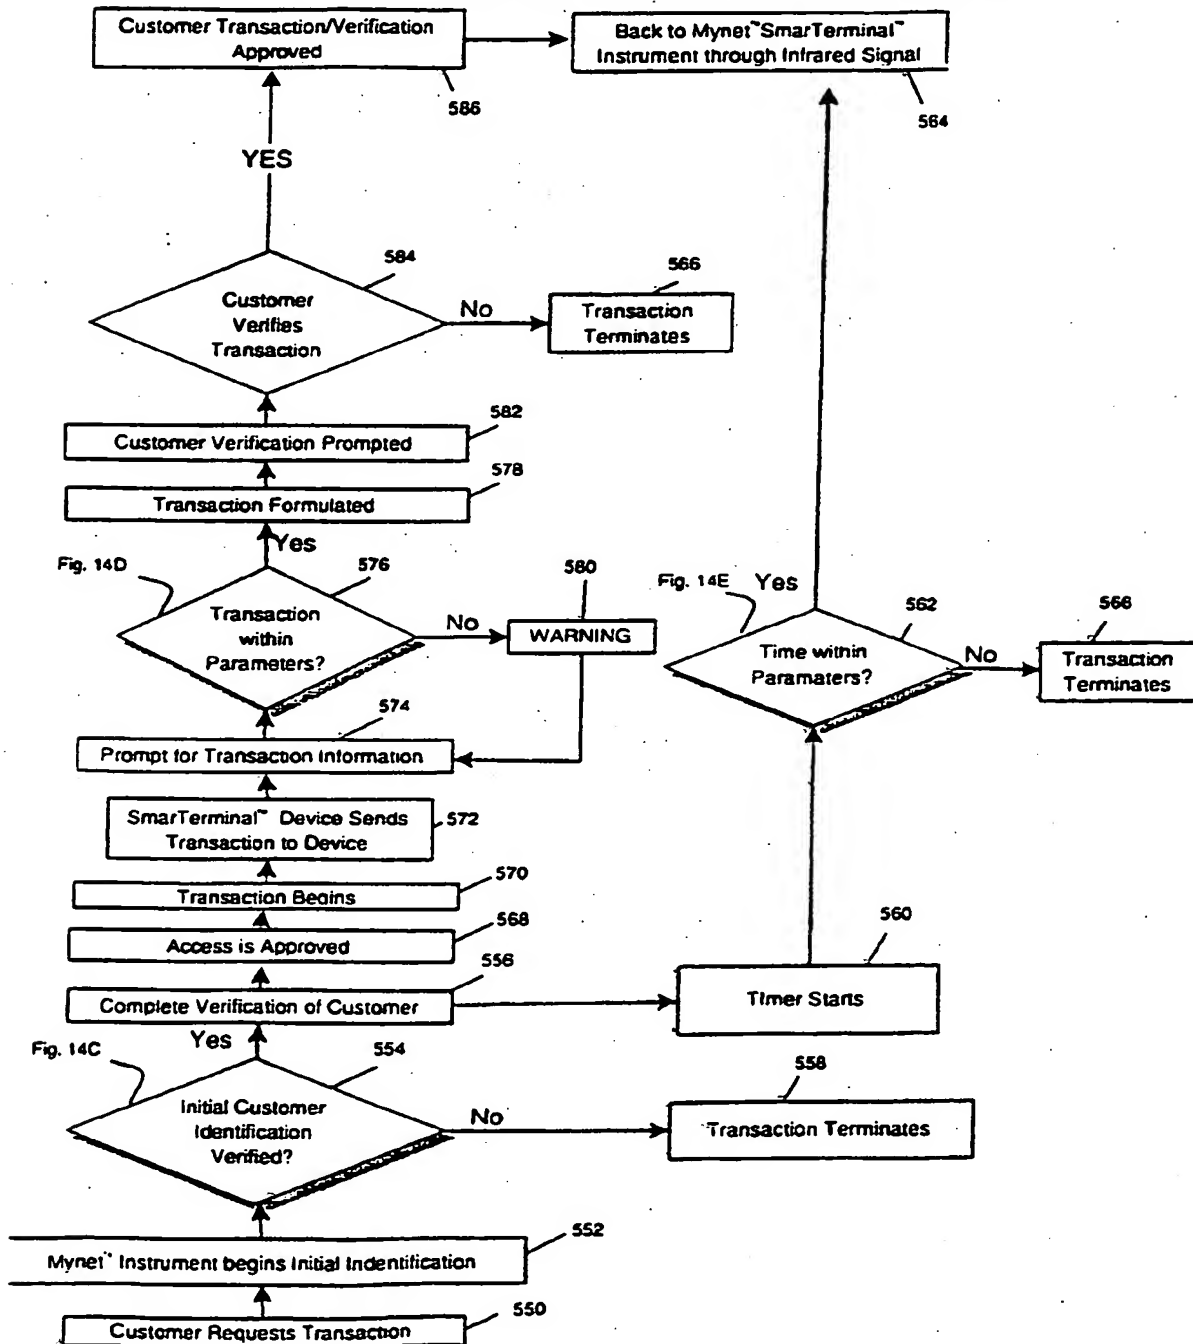 Customer Transaction/Verification
Approved
586
Back to Mynet™SmarTerminal™
Instrument through Infrared Signal
564
YES
584
Customer
Verifies
Transaction
No
566
Transaction
Terminates
582
Customer Verification Prompted
578
Transaction Formulated
Yes
Fig. 14D
576
Transaction
within
Parameters?
No
580
WARNING
Fig. 14E
Yes
562
Time within
Paramaters?
No
566
Transaction
Terminates
574
Prompt for Transaction Information
SmarTerminal™ Device Sends
Transaction to Device
572
570
Transaction Begins
568
Access is Approved
560
Timer Starts
556
Complete Verification of Customer
Yes
Fig. 14C
554
Initial Customer
Identification
Verified?
No
558
Transaction Terminates
552
Mynet™ Instrument begins Initial Indentification
550
Customer Requests Transaction